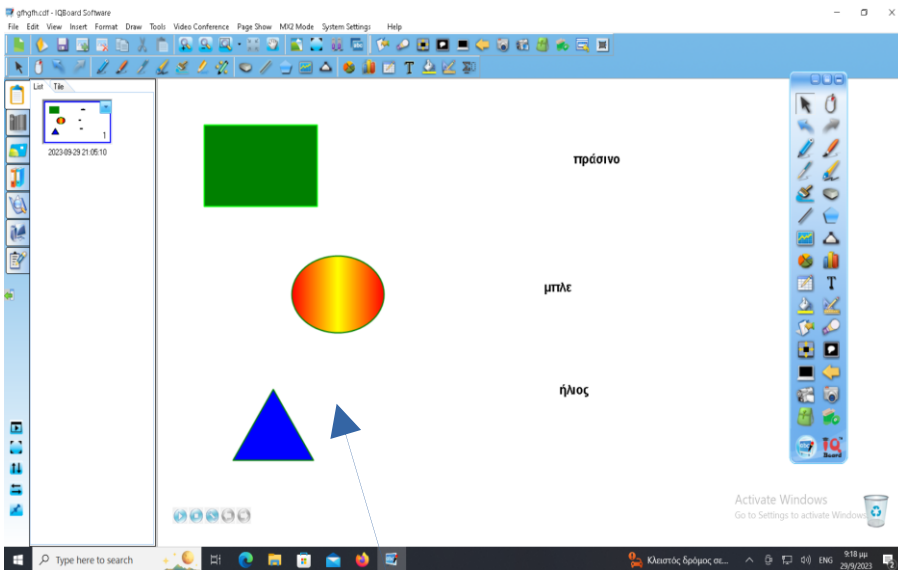 gfhgfh.cdf - IQBoard Software
File Edit View Insert Format Draw Tools Video Conference Page Show MX2 Mode System Settings Help
List Tile
1
2023-09-29 21:05:10
πράσινο
μπλε
ήλιος
IQ
Board
Activate Windows
Go to Settings to activate Windows
Type here to search
Κλειστός δρόμος σε...
ENG
9:18 μμ
29/9/2023